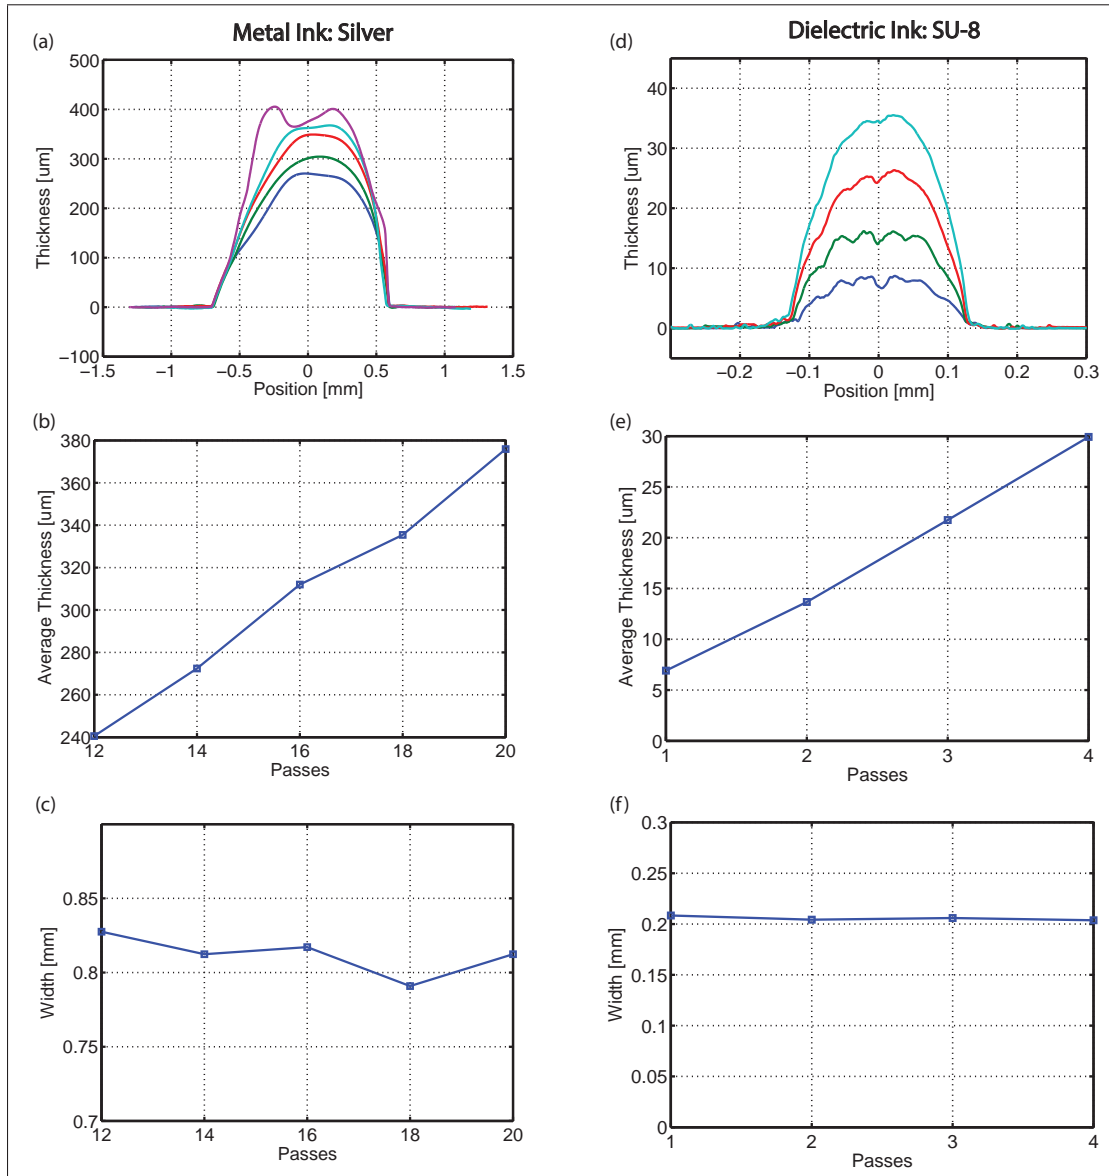 Metal Ink: Silver
(a)
500
400
300
200
100
0
−100
Thickness [um]
−1.5 −1 −0.5 0 0.5 1 1.5
Position [mm]
(b)
380
360
340
320
300
280
260
240
Average Thickness [um]
12 14 16 18 20
Passes
(c)
0.85
0.8
0.75
0.7
Width [mm]
12 14 16 18 20
Passes
Dielectric Ink: SU-8
(d)
40
30
20
10
0
Thickness [um]
−0.2 −0.1 0 0.1 0.2 0.3
Position [mm]
(e)
30
25
20
15
10
5
0
Average Thickness [um]
1 2 3 4
Passes
(f)
0.3
0.25
0.2
0.15
0.1
0.05
0
Width [mm]
1 2 3 4
Passes